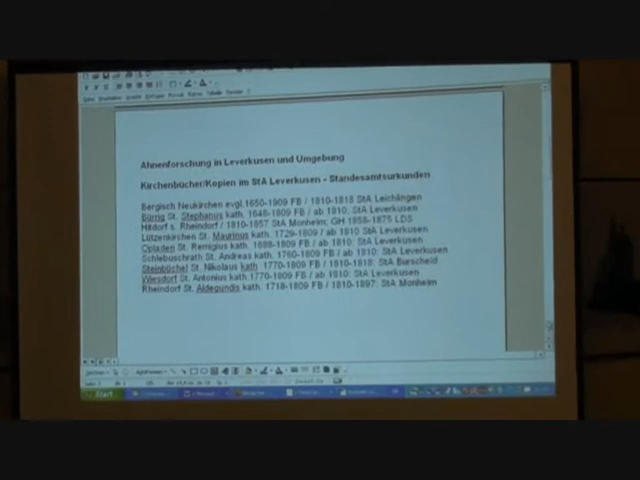 Ahnenforschung in Leverkusen und Umgebung
Kirchenbücher/Kopien im StA Leverkusen - Standesamtsurkunden
Bergisch Neukirchen evgl.1650-1909 FB / 1810-1818 StA Leichlingen
Bürrig St. Stephanus kath. 1648-1809 FB / ab 1810; StA Leverkusen
Hitdorf s. Rheindorf / 1810-1857 StA Monheim; GH 1858-1875 LDS
Lützenkirchen St. Maurinus kath. 1729-1809 / ab 1810 StA Leverkusen
Opladen St. Remigius kath. 1688-1809 FB / ab 1810; StA Leverkusen
Schlebuschrath St. Andreas kath. 1760-1809 FB / ab 1810; StA Leverkusen
Steinbüchel St. Nikolaus kath. 1770-1809 FB / 1810-1818: StA Burscheid
Wiesdorf St. Antonius kath.1770-1809 FB / ab 1810: StA Leverkusen
Rheindorf St. Aldegundis kath. 1718-1809 FB / 1810-1897: StA Monheim
Start